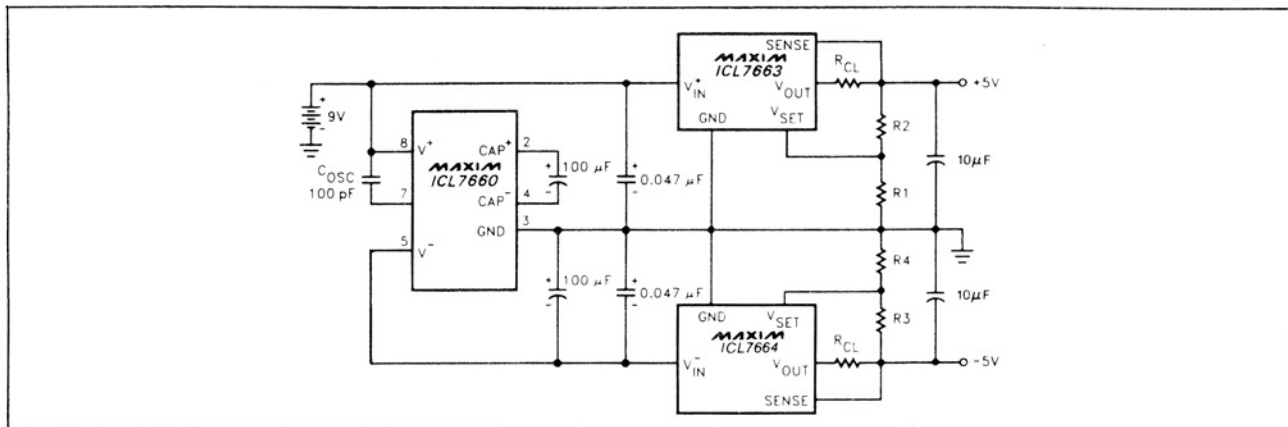 SENSE
MAXIM
ICL7663
V+IN
VOUT
RCL
+5V
GND
VSET
9V
R2
8
V+
CAP+
2
COSC
100 pF
MAXIM
ICL7660
100 µF
0.047 µF
10µF
7
CAP-
4
R1
GND
3
5
V-
100 µF
0.047 µF
R4
10µF
GND
VSET
R3
MAXIM
ICL7664
V-IN
VOUT
RCL
-5V
SENSE